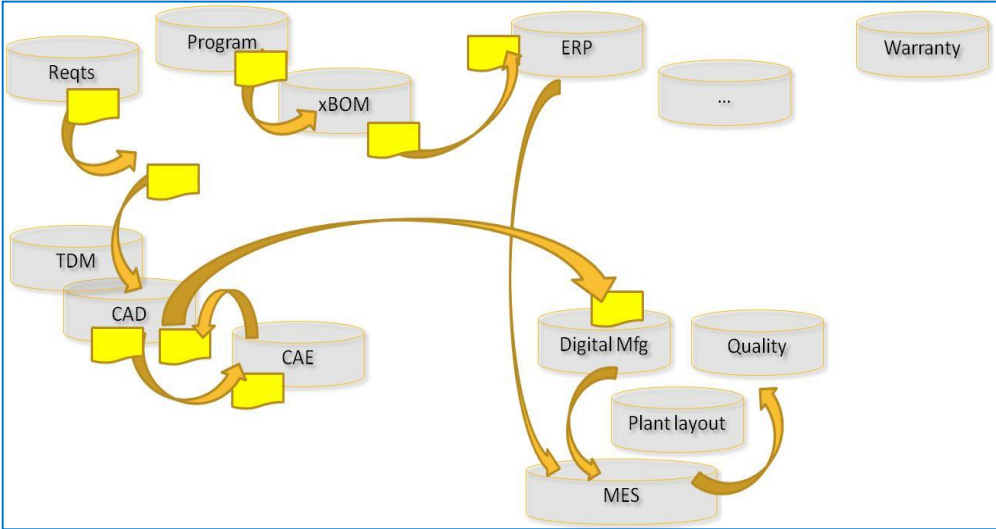 Program
ERP
Warranty
Reqts
xBOM
...
TDM
CAD
CAE
Digital Mfg
Quality
Plant layout
MES